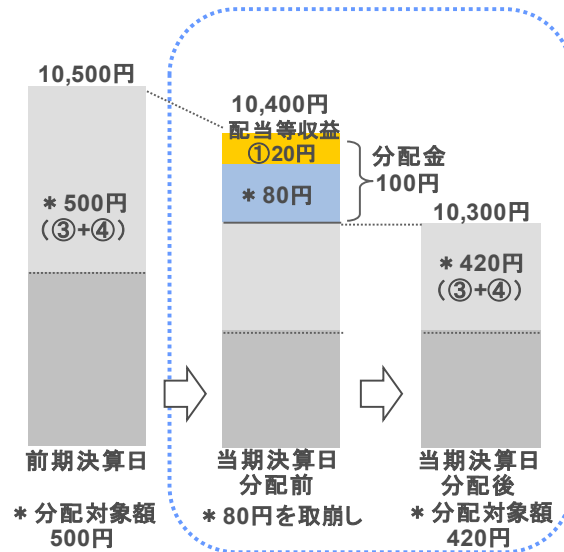 10,500円
10,400円
配当等収益
①20円
分配金
100円
＊80円
10,300円
＊500円
（③+④）
＊420円
（③+④）
前期決算日
当期決算日
分配前
当期決算日
分配後
＊分配対象額
500円
＊80円を取崩し
＊分配対象額
420円